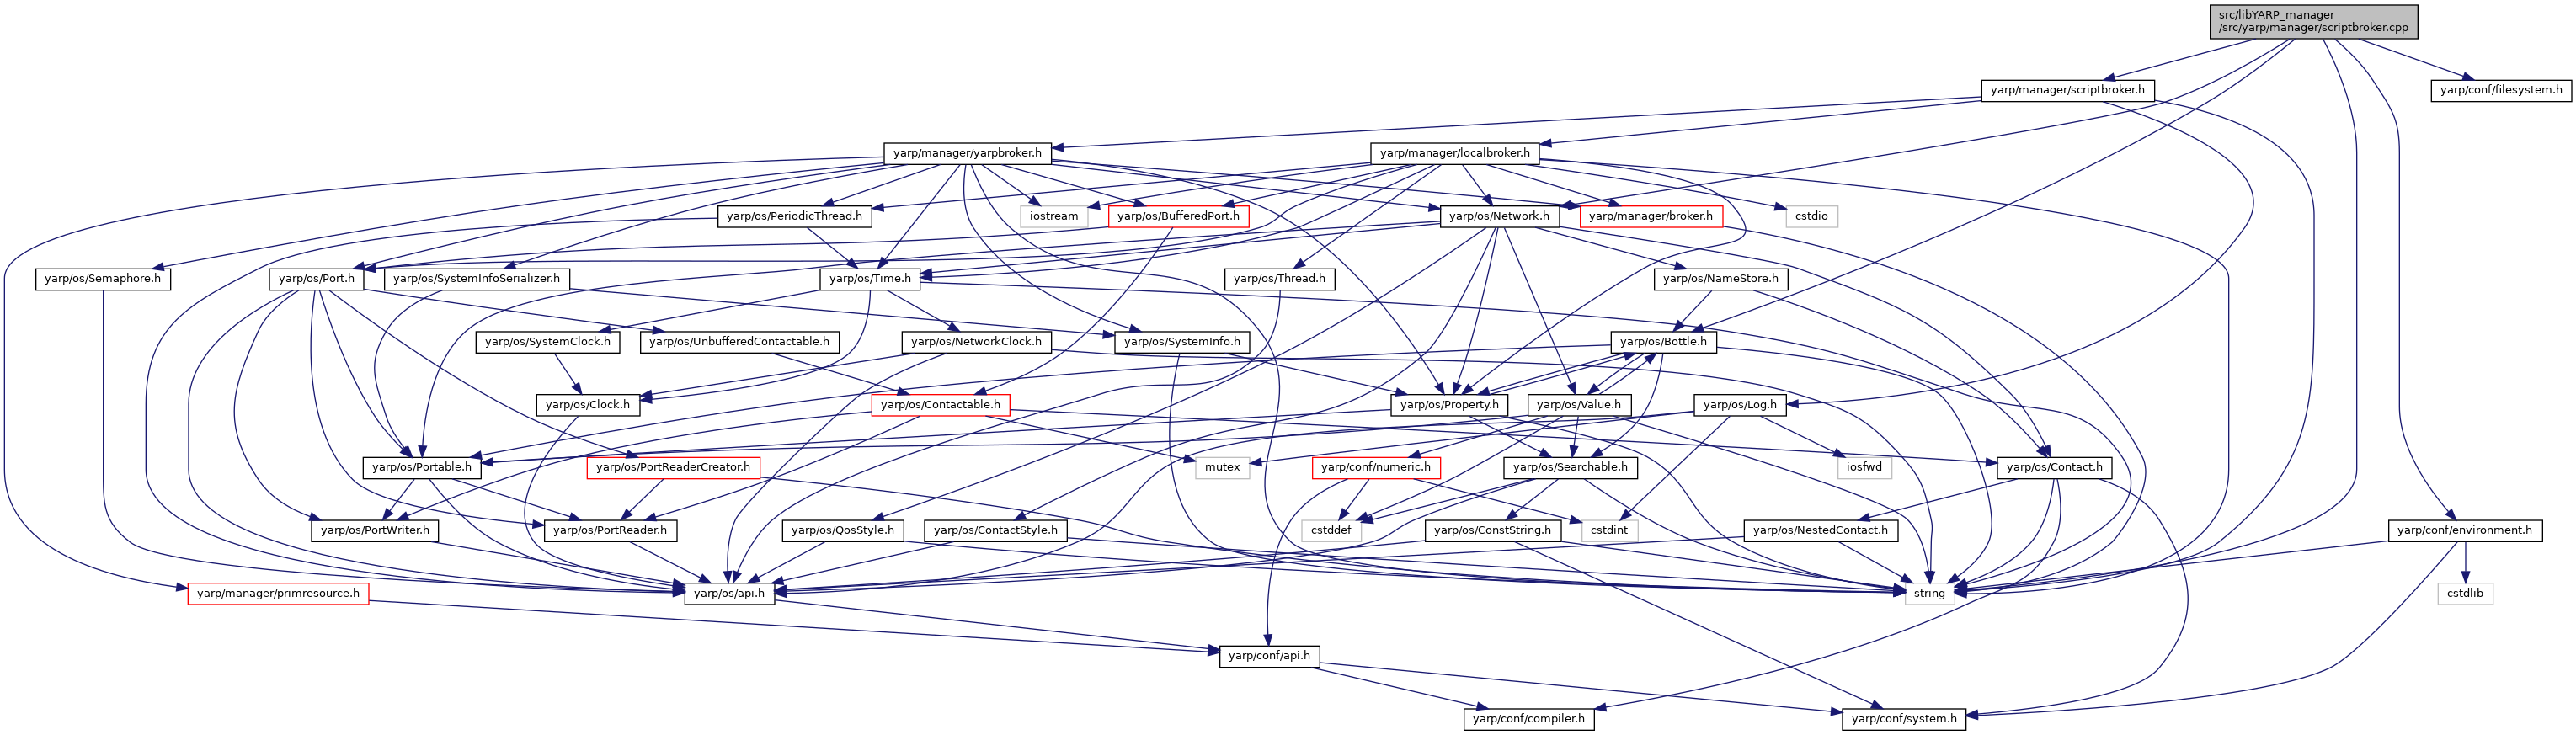 src/libYARP_manager
/src/yarp/manager/scriptbroker.cpp
yarp/manager/scriptbroker.h
yarp/conf/filesystem.h
yarp/manager/yarpbroker.h
yarp/manager/localbroker.h
yarp/os/PeriodicThread.h
iostream
yarp/os/BufferedPort.h
yarp/os/Network.h
yarp/manager/broker.h
cstdio
yarp/os/Semaphore.h
yarp/os/Port.h
yarp/os/SystemInfoSerializer.h
yarp/os/Time.h
yarp/os/Thread.h
yarp/os/NameStore.h
yarp/os/SystemClock.h
yarp/os/UnbufferedContactable.h
yarp/os/NetworkClock.h
yarp/os/SystemInfo.h
yarp/os/Bottle.h
yarp/os/Clock.h
yarp/os/Contactable.h
yarp/os/Property.h
yarp/os/Value.h
yarp/os/Log.h
yarp/os/Portable.h
yarp/os/PortReaderCreator.h
mutex
yarp/conf/numeric.h
yarp/os/Searchable.h
iosfwd
yarp/os/Contact.h
yarp/os/PortWriter.h
yarp/os/PortReader.h
yarp/os/QosStyle.h
yarp/os/ContactStyle.h
cstddef
yarp/os/ConstString.h
cstdint
yarp/os/NestedContact.h
yarp/conf/environment.h
yarp/manager/primresource.h
yarp/os/api.h
string
cstdlib
yarp/conf/api.h
yarp/conf/compiler.h
yarp/conf/system.h